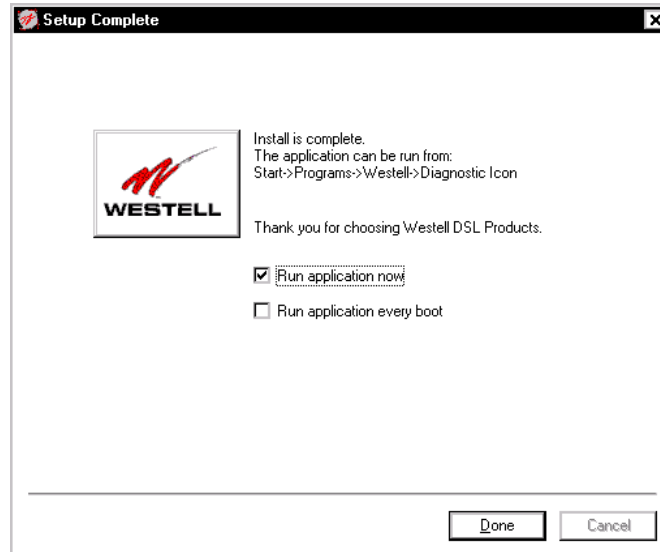 Setup Complete
WESTELL
Install is complete.
The application can be run from:
Start->Programs->Westell->Diagnostic Icon
Thank you for choosing Westell DSL Products.
Run application now
Run application every boot
Done
Cancel